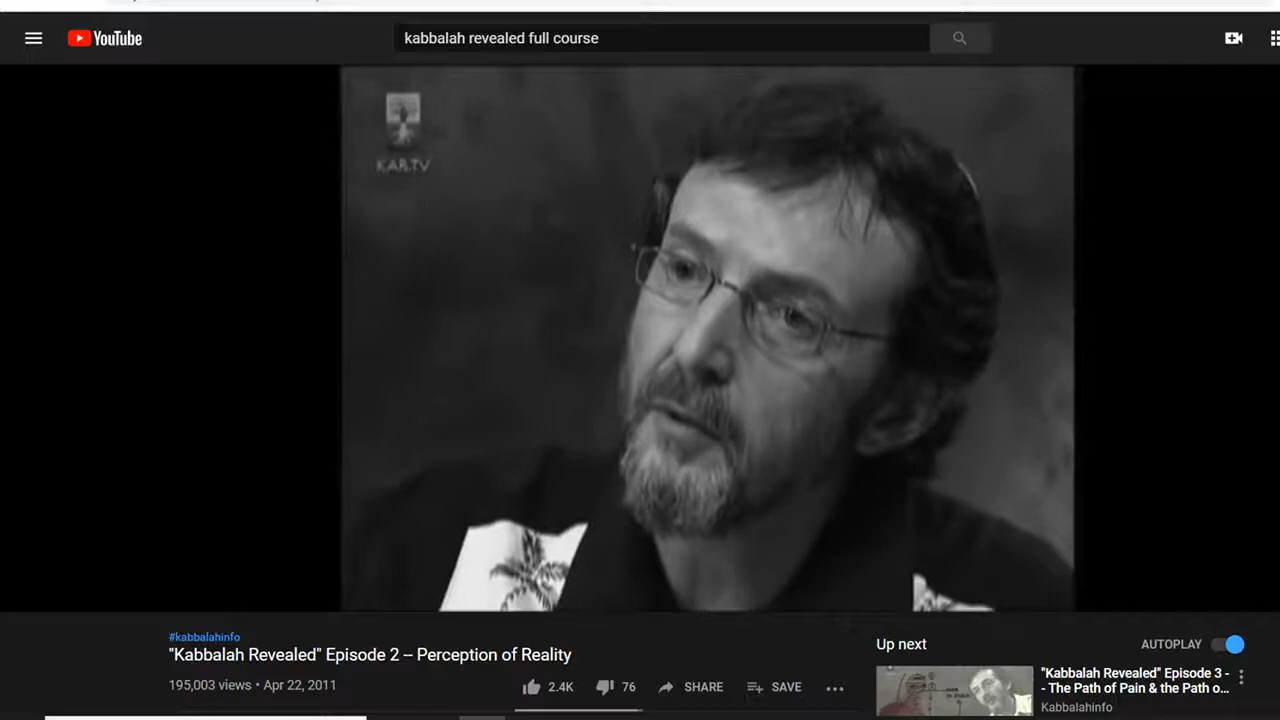 YouTube
kabbalah revealed full course
KAB.TV
#kabbalahinfo
"Kabbalah Revealed" Episode 2 -- Perception of Reality
195,003 views • Apr 22, 2011
2.4K
76
SHARE
SAVE
Up next
AUTOPLAY
"Kabbalah Revealed" Episode 3 -
- The Path of Pain & the Path o...
Kabbalahinfo